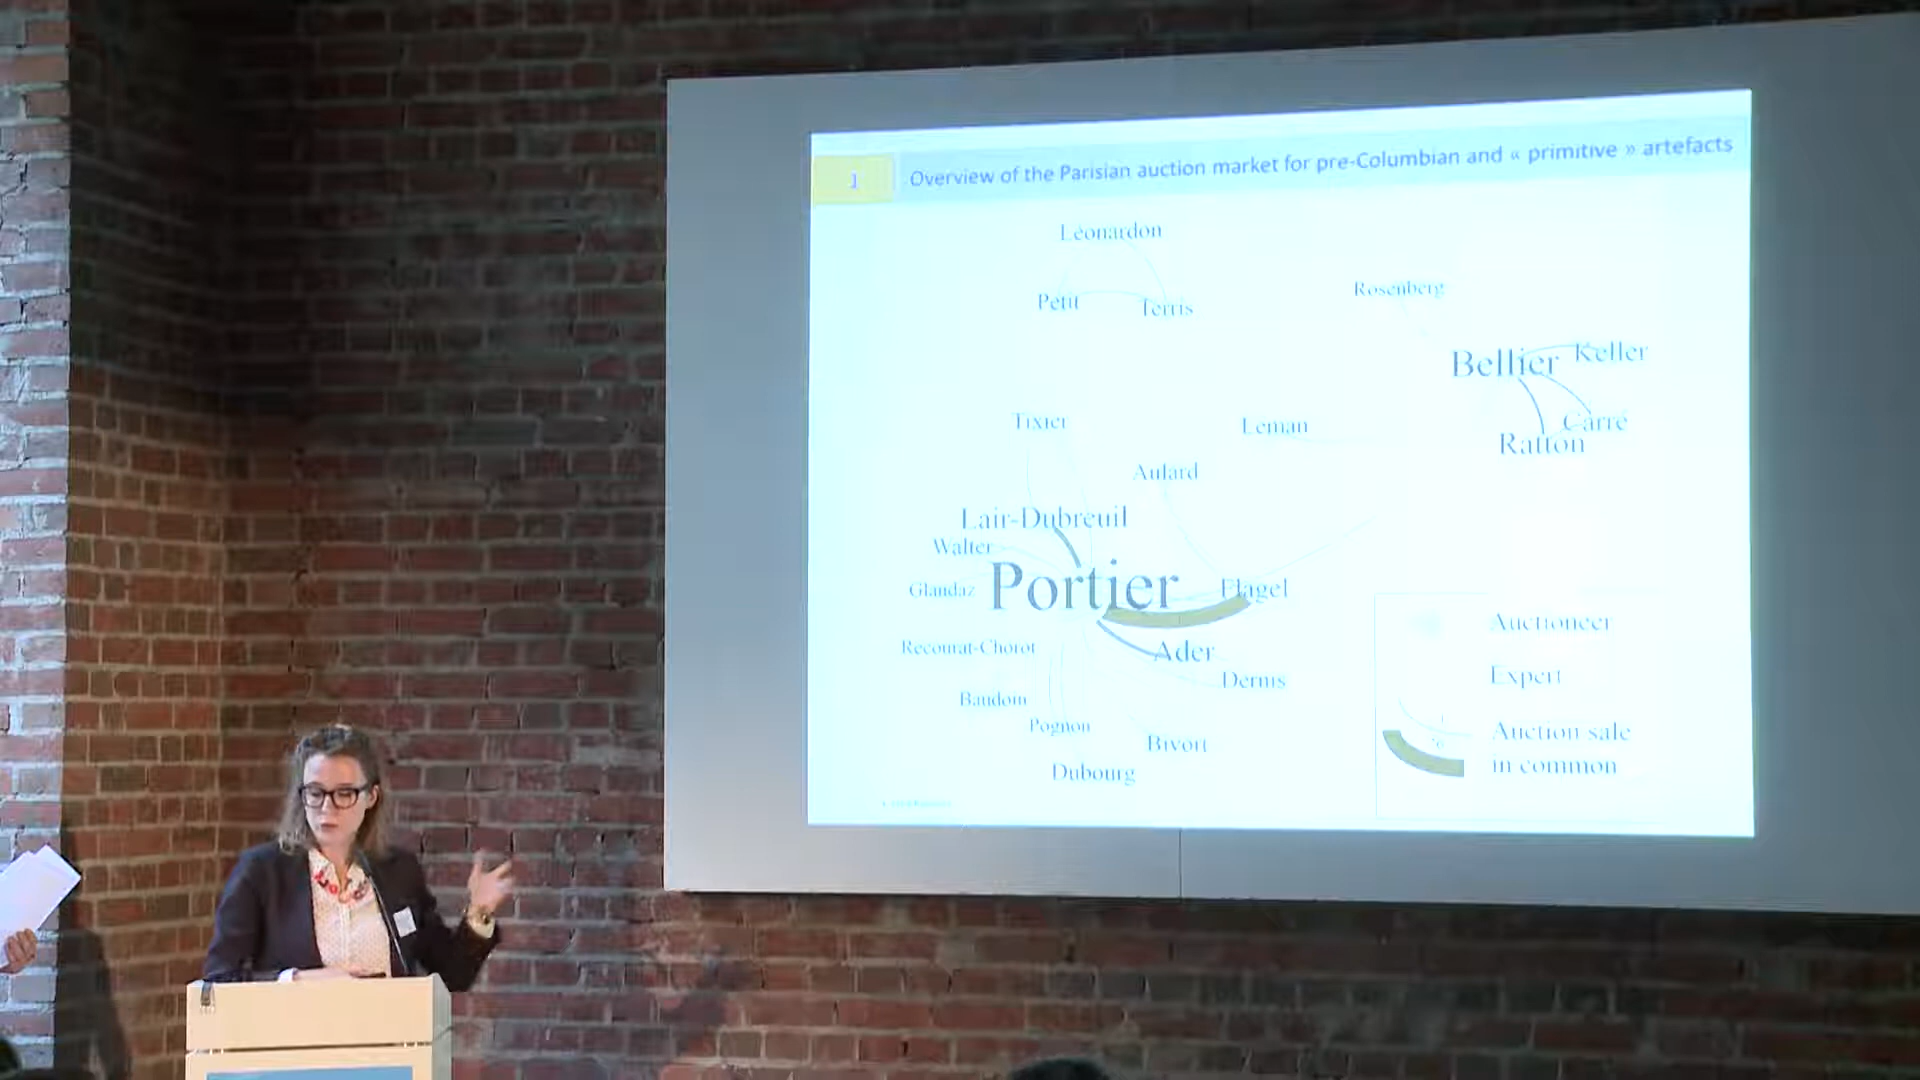 1
Overview of the Parisian auction market for pre-Columbian and « primitive » artefacts
Léonardon
Petit
Terris
Rosenberg
Bellier
Keller
Carré
Ratton
Tixier
Leman
Aulard
Lair-Dubreuil
Walter
Portier
Flagel
Glandaz
Recourat-Chorot
Ader
Dernis
Baudoin
Pognon
Bivort
Dubourg
Auctioneer
Expert
Auction sale
in common